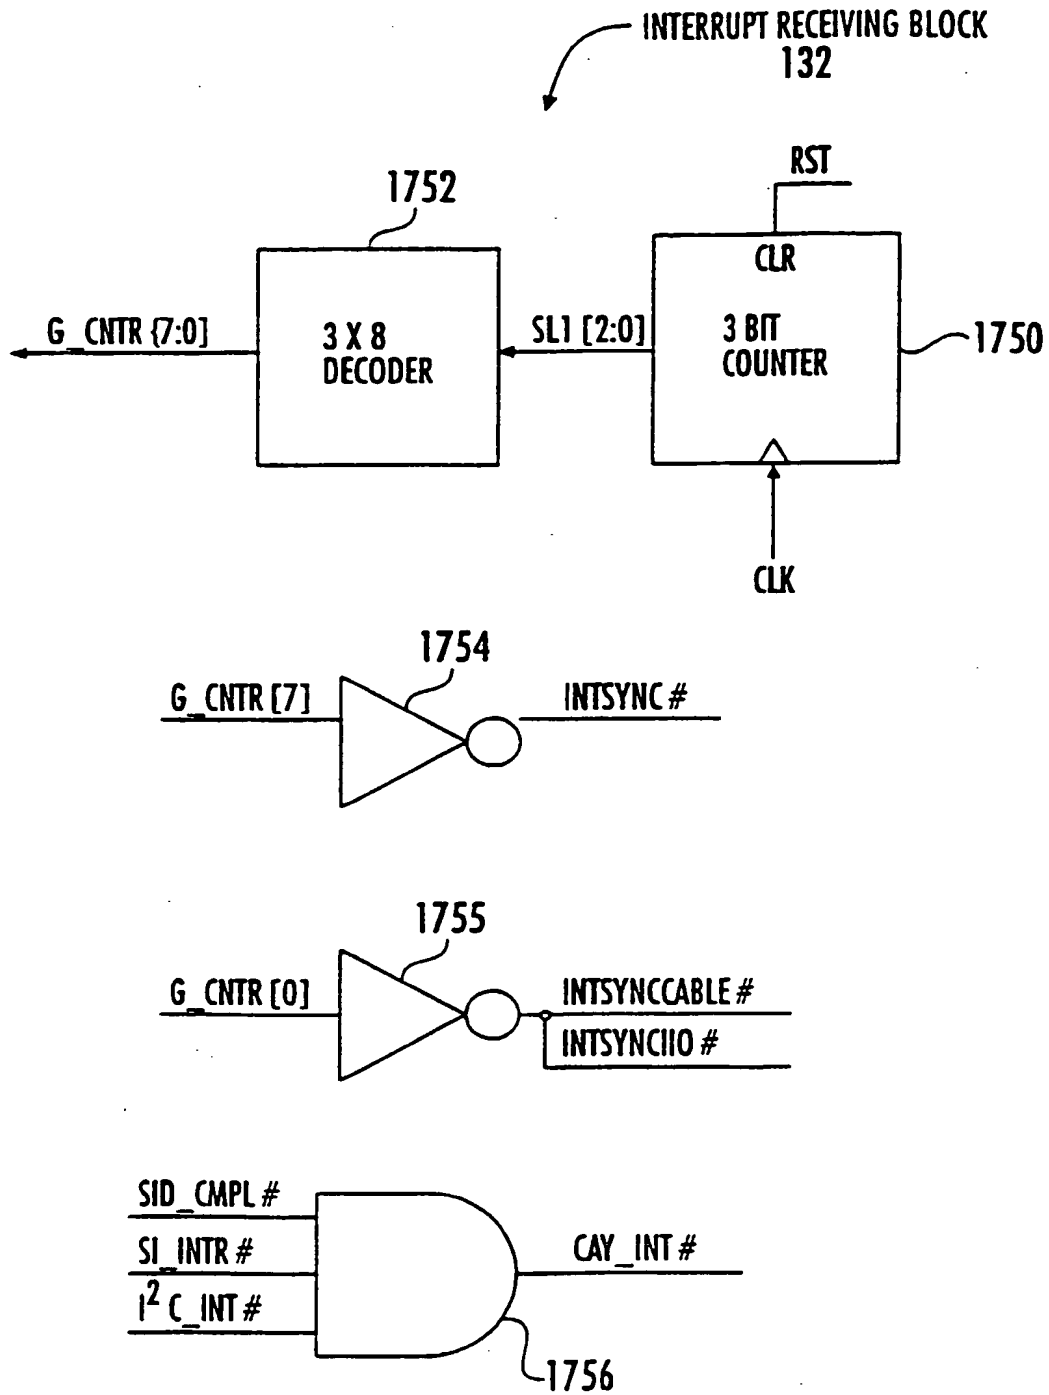 INTERRUPT RECEIVING BLOCK
132
RST
1752
CLR
G_CNTR {7:0]
3 X 8
DECODER
SL1 [2:0]
3 BIT
COUNTER
1750
CLK
1754
G_CNTR [7]
INTSYNC #
1755
G_CNTR [0]
INTSYNCCABLE #
INTSYNCIIO #
SID_CMPL #
SI_INTR #
I² C_INT #
CAY_INT #
1756